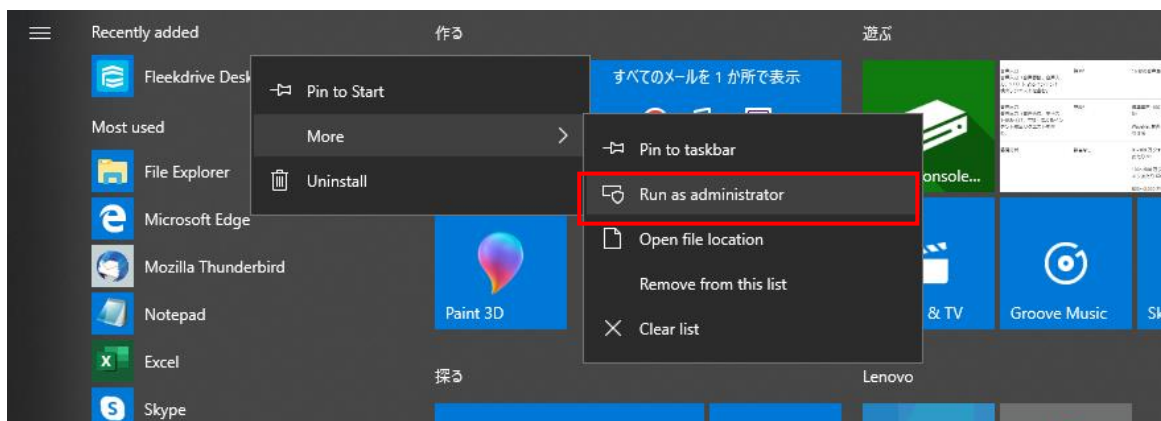 Recently added
作る
遊ぶ
Fleekdrive Desk
Pin to Start
すべてのメールを 1 か所で表示
Most used
More
Pin to taskbar
File Explorer
Uninstall
onsole...
Run as administrator
Microsoft Edge
Open file location
Mozilla Thunderbird
Remove from this list
Notepad
Paint 3D
& TV
Groove Music
Sk
Clear list
Excel
探る
Lenovo
Skype